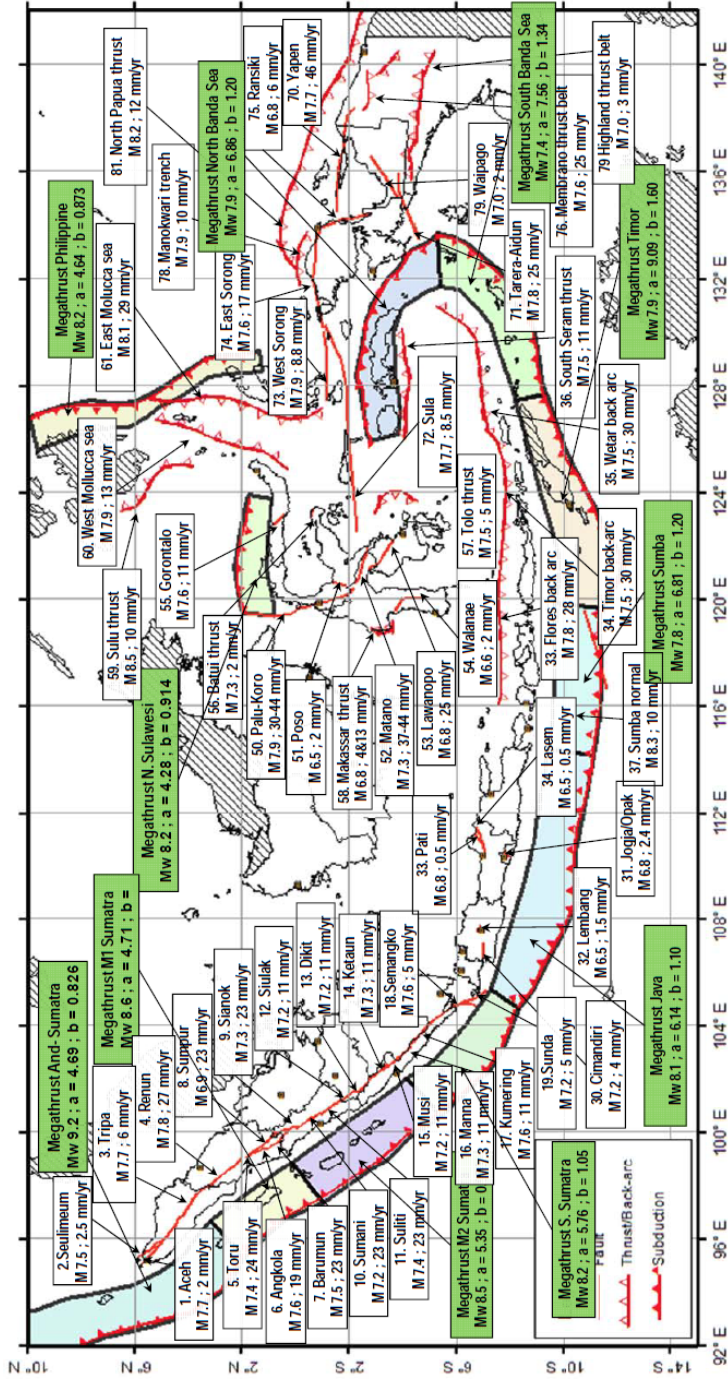 2.Seulimeum
M 7.5 ; 2.5 mm/yr
Megathrust And- Sumatra
Mw 9.2 ; a = 4.69 ; b = 0.826
3. Tripa
M 7.7 ; 6 mm/yr
4. Renun
M 7.8 ; 27 mm/yr
Megathrust M1 Sumatra
Mw 8.6 ; a = 4.71 ; b =
8. Sumpur
M 6.9 ; 23 mm/yr
9. Sianok
M 7.3 ; 23 mm/yr
12. Siulak
M 7.2 ; 11 mm/yr
13. Dikit
M 7.2 ; 11 mm/yr
14. Ketaun
M 7.3 ; 11 mm/yr
18.Semangko
M 7.6 ; 5 mm/yr
Megathrust N.Sulawesi
Mw 8.2 ; a = 4.28 ; b = 0.914
59. Sulu thrust
M 8.5 ; 10 mm/yr
60. West Mollucca sea
M 7.9 ; 13 mm/yr
Megathrust Philippine
Mw 8.2 ; a = 4.64 ; b = 0.873
61. East Molucca sea
M 8.1 ; 29 mm/yr
78. Manokwari trench
M 7.9 ; 10 mm/yr
81. North Papua thrust
M 8.2 ; 12 mm/yr
Megathrust North Banda Sea
Mw 7.9 ; a = 6.86 ; b = 1.20
75. Ransiki
M 6.8 ; 6 mm/yr
70. Yapen
M 7.7 ; 46 mm/yr
74. East Sorong
M 7.6 ; 17 mm/yr
73. West Sorong
M 7.9 ; 8.8 mm/yr
72. Sula
M 7.7 ; 8.5 mm/yr
55. Gorontalo
M 7.6 ; 11 mm/yr
56. Batui thrust
M 7.3 ; 2 mm/yr
50. Palu-Koro
M 7.9 ; 30-44 mm/yr
51. Poso
M 6.5 ; 2 mm/yr
58. Makassar thrust
M 6.8 ; 4&13 mm/yr
52. Matano
M 7.3 ; 37-44 mm/yr
53. Lawanopo
M 6.8 ; 25 mm/yr
54. Walanae
M 6.6 ; 2 mm/yr
57. Tolo thrust
M 7.5 ; 5 mm/yr
33. Flores back arc
M 7.8 ; 28 mm/yr
34. Timor back-arc
M 7.5 ; 30 mm/yr
35. Wetar back arc
M 7.5 ; 30 mm/yr
36. South Seram thrust
M 7.5 ; 11 mm/yr
71. Tarera-Aidun
M 7.8 ; 25 mm/yr
79. Waipago
M 7.0 ; 2 mm/yr
Megathrust South Banda Sea
Mw 7.4 ; a = 7.56 ; b = 1.34
76. Membrano thrust belt
M 7.6 ; 25 mm/yr
79 Highland thrust belt
M 7.0 ; 3 mm/yr
Megathrust Timor
Mw 7.9 ; a = 9.09 ; b = 1.60
Megathrust Sumba
Mw 7.8 ; a = 6.81 ; b = 1.20
37. Sumba normal
M 8.3 ; 10 mm/yr
34. Lasem
M 6.5 ; 0.5 mm/yr
33. Pati
M 6.8 ; 0.5 mm/yr
31. Jogja/Opak
M 6.8 ; 2.4 mm/yr
32. Lembang
M 6.5 ; 1.5 mm/yr
Megathrust Java
Mw 8.1 ; a = 6.14 ; b = 1.10
30. Cimandiri
M 7.2 ; 4 mm/yr
19.Sunda
M 7.2 ; 5 mm/yr
17. Kumering
M 7.6 ; 11 mm/yr
16. Manna
M 7.3 ; 11 mm/yr
15. Musi
M 7.2 ; 11 mm/yr
1. Aceh
M 7.7 ; 2 mm/yr
5. Toru
M 7.4 ; 24 mm/yr
6. Angkola
M 7.6 ; 19 mm/yr
7. Barumun
M 7.5 ; 23 mm/yr
10. Sumani
M 7.2 ; 23 mm/yr
11. Suliti
M 7.4 ; 23 mm/yr
Megathrust M2 Sumat
Mw 8.5 ; a = 5.35 ; b = 0
Megathrust S. Sumatra
Mw 8.2 ; a = 5.76 ; b = 1.05
Fault
Thrust/Back-arc
Subduction
10° N
6° N
2° N
2° S
6° S
10° S
92° E
96° E
100° E
104° E
108° E
112° E
116° E
120° E
124° E
128° E
132° E
136° E
140° E